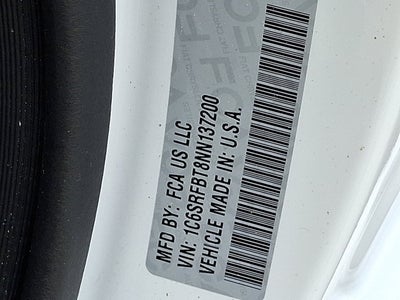 MFD BY: FCA US LLC
VIN: 1C6SRFBT8NN137200
VEHICLE MADE IN: U.S.A.